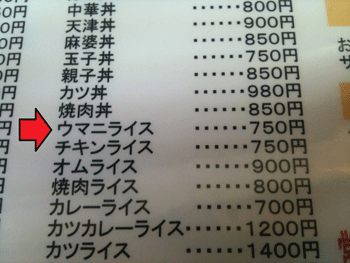 中華丼 ······ 800円
天津丼 ······ 900円
麻婆丼 ······ 850円
玉子丼 ······ 750円
親子丼 ······ 850円
カツ丼 ······ 980円
焼肉丼 ······ 850円
ウマニライス ······ 750円
チキンライス ······ 750円
オムライス ······ 900円
焼肉ライス ······ 800円
カレーライス ······ 700円
カツカレーライス ····· 1200円
カツライス ····· 1400円